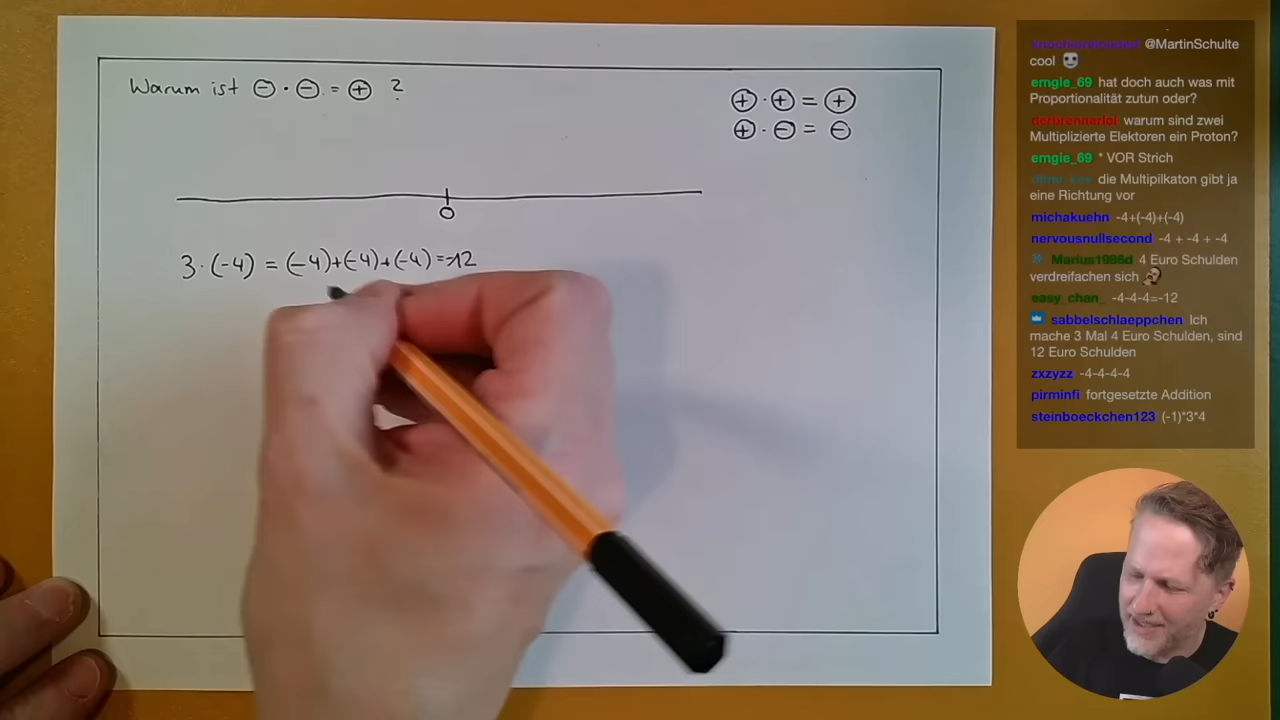 Warum ist ⊖ · ⊖ = ⊕ ?
⊕ · ⊕ = ⊕
⊕ · ⊖ = ⊖
0
3 · (-4) = (-4)+(-4)+(-4) = -12
@MartinSchulte
cool
emgie_69 hat doch auch was mit
Proportionalität zutun oder?
derbrennerlol warum sind zwei
Multiplizierte Elektoren ein Proton?
emgie_69 * VOR Strich
die Multipilkaton gibt ja
eine Richtung vor
michakuehn -4+(-4)+(-4)
nervousnullsecond -4 + -4 + -4
Marius1986d 4 Euro Schulden
verdreifachen sich
easy_chan_ -4-4-4=-12
sabbelschlaeppchen Ich
mache 3 Mal 4 Euro Schulden, sind
12 Euro Schulden
zxzyzz -4-4-4-4
pirminfi fortgesetzte Addition
steinboeckchen123 (-1)*3*4